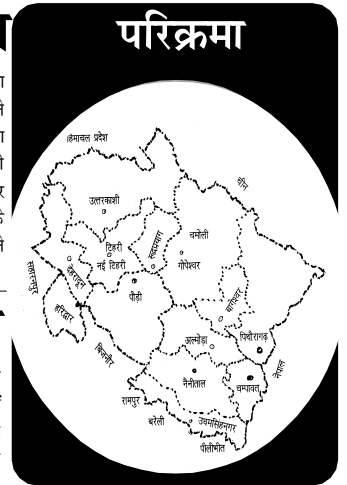 परिक्रमा
हिमाचल प्रदेश
चीन
उत्तरकाशी
टिहरी
नई टिहरी
रूद्रप्रयाग
चमोली
गोपेश्वर
देहरादून
सहारनपुर
हरिद्वार
पौड़ी
बिजनौर
बागेश्वर
अल्मोड़ा
पिथौरागढ़
नैनीताल
चम्पावत
नेपाल
रामपुर
बरेली
उधमसिंहनगर
पीलीभीत